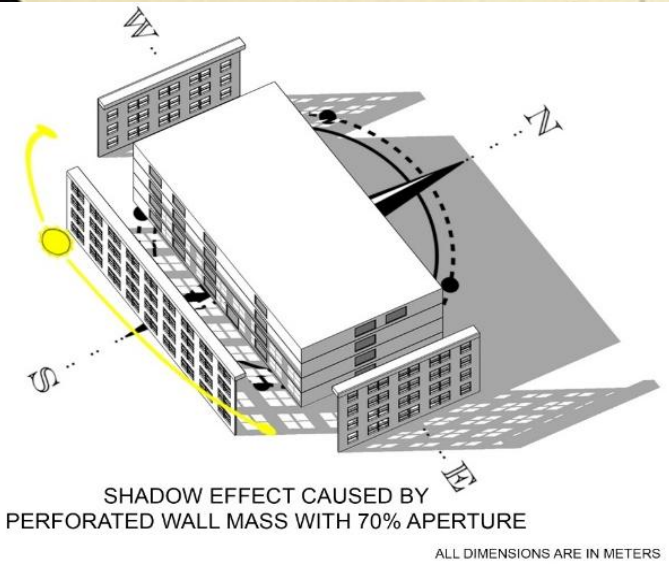 W
N
S
E
SHADOW EFFECT CAUSED BY
PERFORATED WALL MASS WITH 70% APERTURE
ALL DIMENSIONS ARE IN METERS